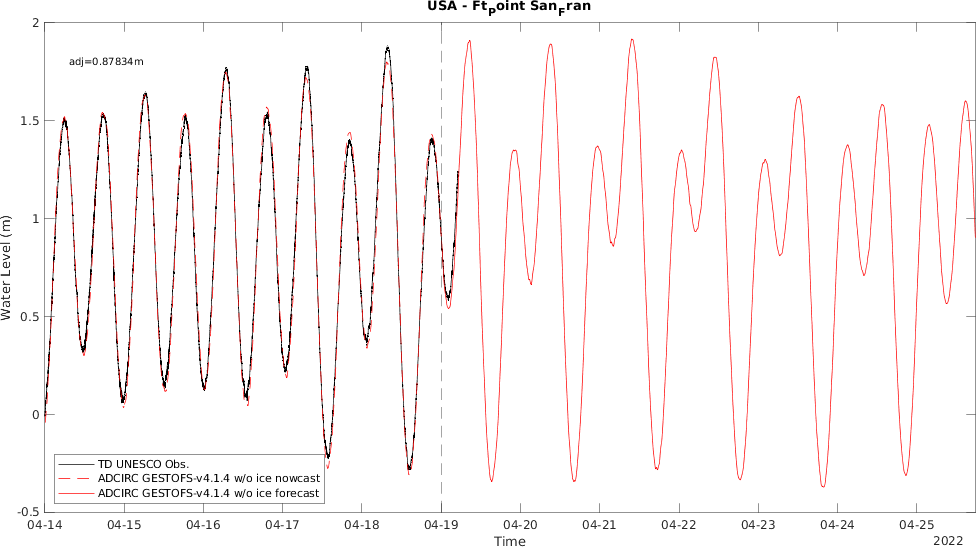 USA - Ft_Point San_Fran
adj=0.87834m
2
1.5
1
0.5
0
-0.5
Water Level (m)
TD UNESCO Obs.
ADCIRC GESTOFS-v4.1.4 w/o ice nowcast
ADCIRC GESTOFS-v4.1.4 w/o ice forecast
04-14 04-15 04-16 04-17 04-18 04-19 04-20 04-21 04-22 04-23 04-24 04-25
Time
2022